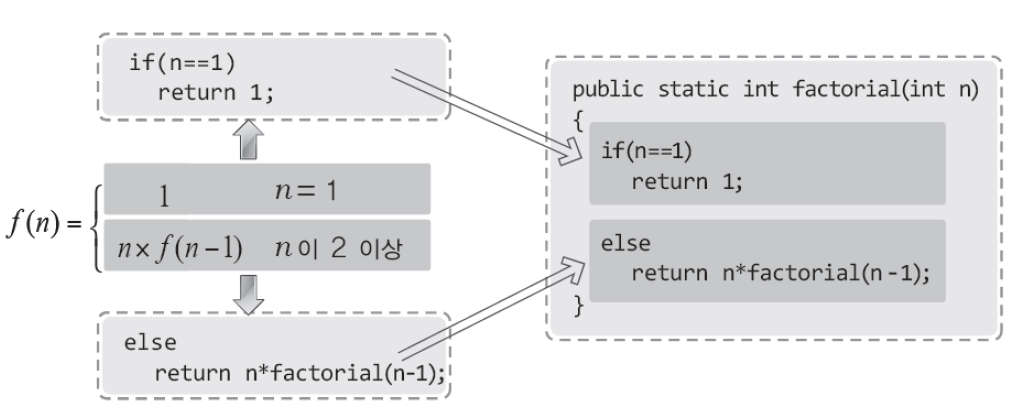 if(n==1)
return 1;
1 n = 1
f(n) =
n × f(n−1) n이 2 이상
else
return n*factorial(n-1);
public static int factorial(int n)
{
if(n==1)
return 1;
else
return n*factorial(n-1);
}